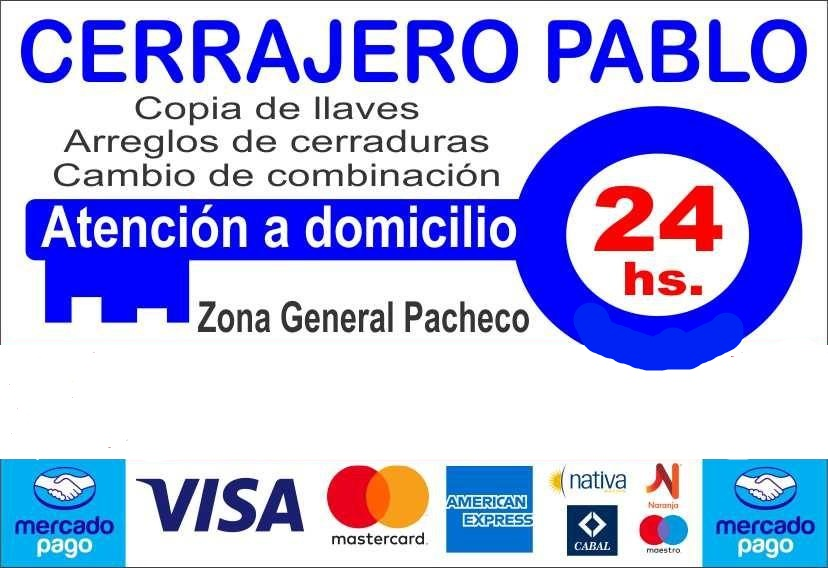 CERRAJERO PABLO
Copia de llaves
Arreglos de cerraduras
Cambio de combinación
Atención a domicilio
24
hs.
Zona General Pacheco
mercado
pago
VISA
mastercard.
AMERICAN
EXPRESS
nativa
Naranja
CABAL
maestro.
mercado
pago